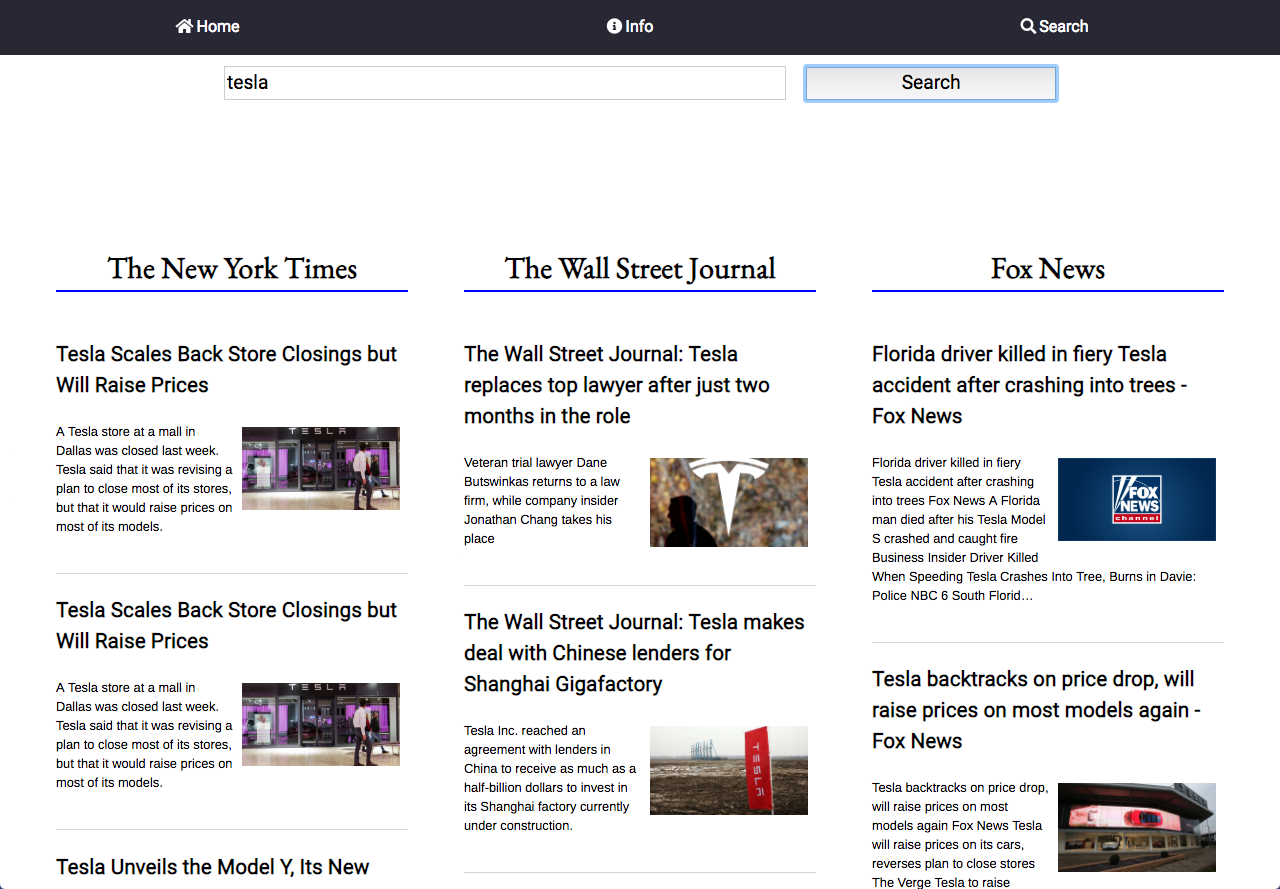 Home
Info
Search
tesla
Search
The New York Times
Tesla Scales Back Store Closings but
Will Raise Prices
A Tesla store at a mall in
Dallas was closed last week.
Tesla said that it was revising a
plan to close most of its stores,
but that it would raise prices on
most of its models.
TESLA
Tesla Scales Back Store Closings but
Will Raise Prices
A Tesla store at a mall in
Dallas was closed last week.
Tesla said that it was revising a
plan to close most of its stores,
but that it would raise prices on
most of its models.
TESLA
Tesla Unveils the Model Y, Its New
The Wall Street Journal
The Wall Street Journal: Tesla
replaces top lawyer after just two
months in the role
Veteran trial lawyer Dane
Butswinkas returns to a law
firm, while company insider
Jonathan Chang takes his
place
The Wall Street Journal: Tesla makes
deal with Chinese lenders for
Shanghai Gigafactory
Tesla Inc. reached an
agreement with lenders in
China to receive as much as a
half-billion dollars to invest in
its Shanghai factory currently
under construction.
TESLA
Fox News
Florida driver killed in fiery Tesla
accident after crashing into trees -
Fox News
Florida driver killed in fiery
Tesla accident after crashing
into trees Fox News A Florida
man died after his Tesla Model
S crashed and caught fire
Business Insider Driver Killed
When Speeding Tesla Crashes Into Tree, Burns in Davie:
Police NBC 6 South Florid…
FOX
NEWS
channel
Tesla backtracks on price drop, will
raise prices on most models again -
Fox News
Tesla backtracks on price drop,
will raise prices on most
models again Fox News Tesla
will raise prices on its cars,
reverses plan to close stores
The Verge Tesla to raise